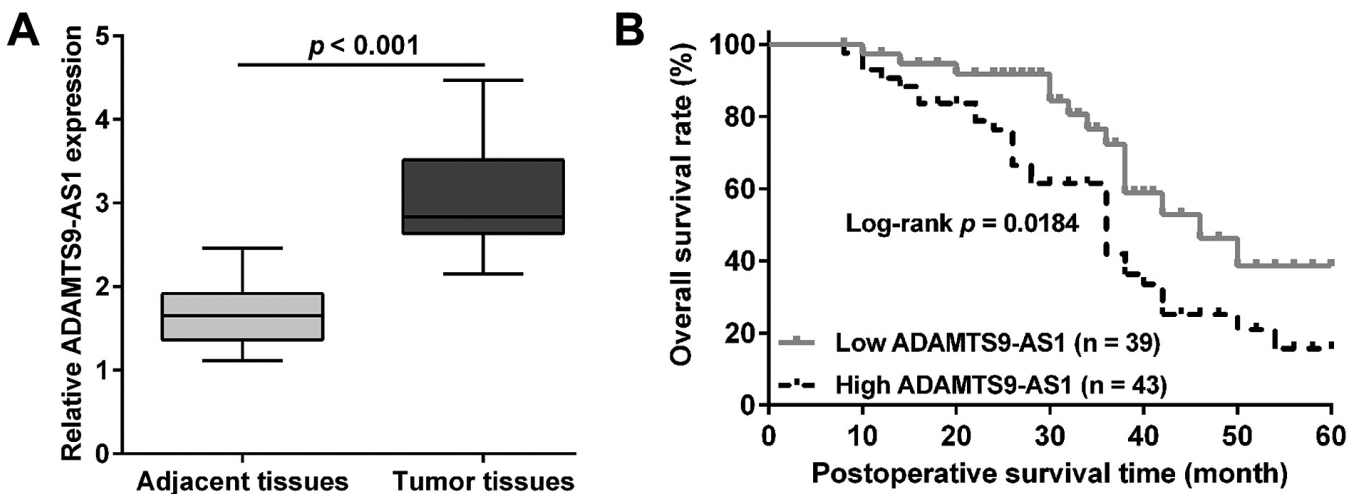 A
Relative ADAMTS9-AS1 expression
5
4
3
2
1
0
p < 0.001
Adjacent tissues
Tumor tissues
B
Overall survival rate (%)
100
80
60
40
20
0
Log-rank p = 0.0184
Low ADAMTS9-AS1 (n = 39)
High ADAMTS9-AS1 (n = 43)
0 10 20 30 40 50 60
Postoperative survival time (month)